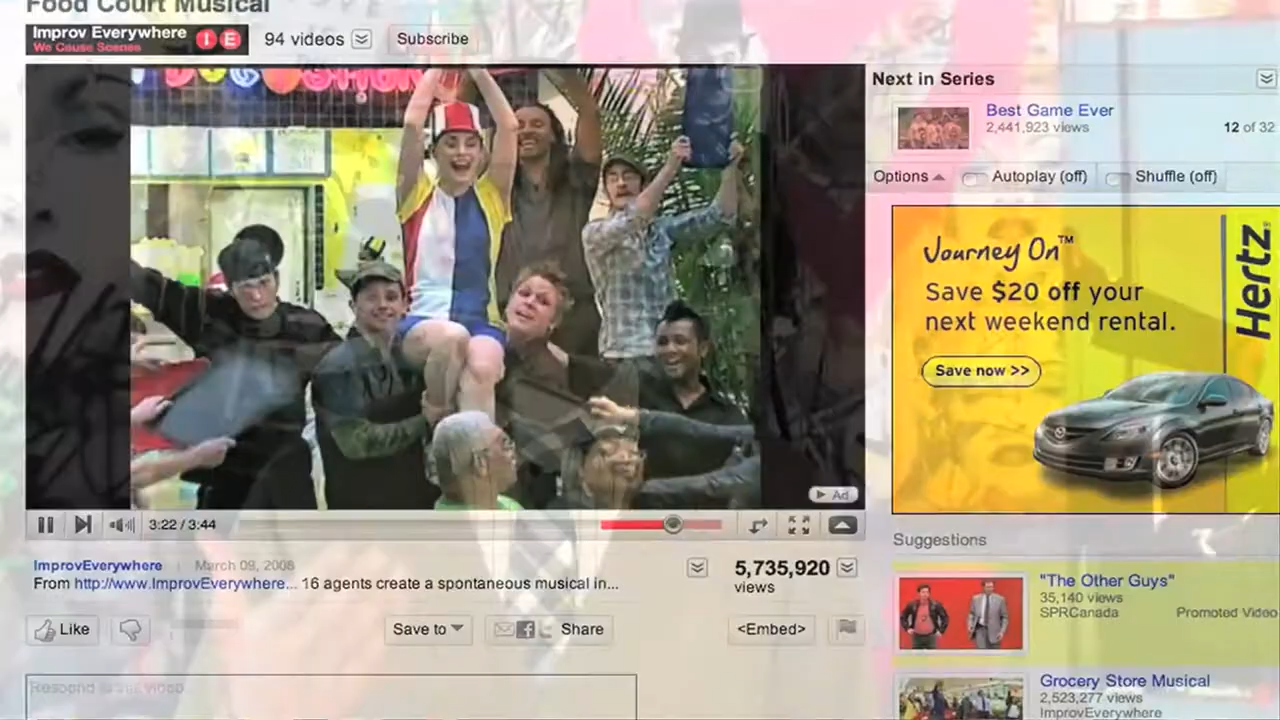 Food Court Musical
Improv Everywhere
We Cause Scenes
I E
94 videos
Subscribe
Next in Series
Best Game Ever
2,441,923 views
12 of 32
Options
Autoplay (off)
Shuffle (off)
Journey On™
Save $20 off your
next weekend rental.
Save now >>
Hertz
Ad
3:22 / 3:44
Suggestions
ImprovEverywhere
March 09, 2008
From http://www.ImprovEverywhere... 16 agents create a spontaneous musical in...
5,735,920
views
Like
Save to
Share
<Embed>
"The Other Guys"
35,140 views
SPRCanada
Promoted Video
Grocery Store Musical
2,523,277 views
ImprovEverywhere
Respond
video